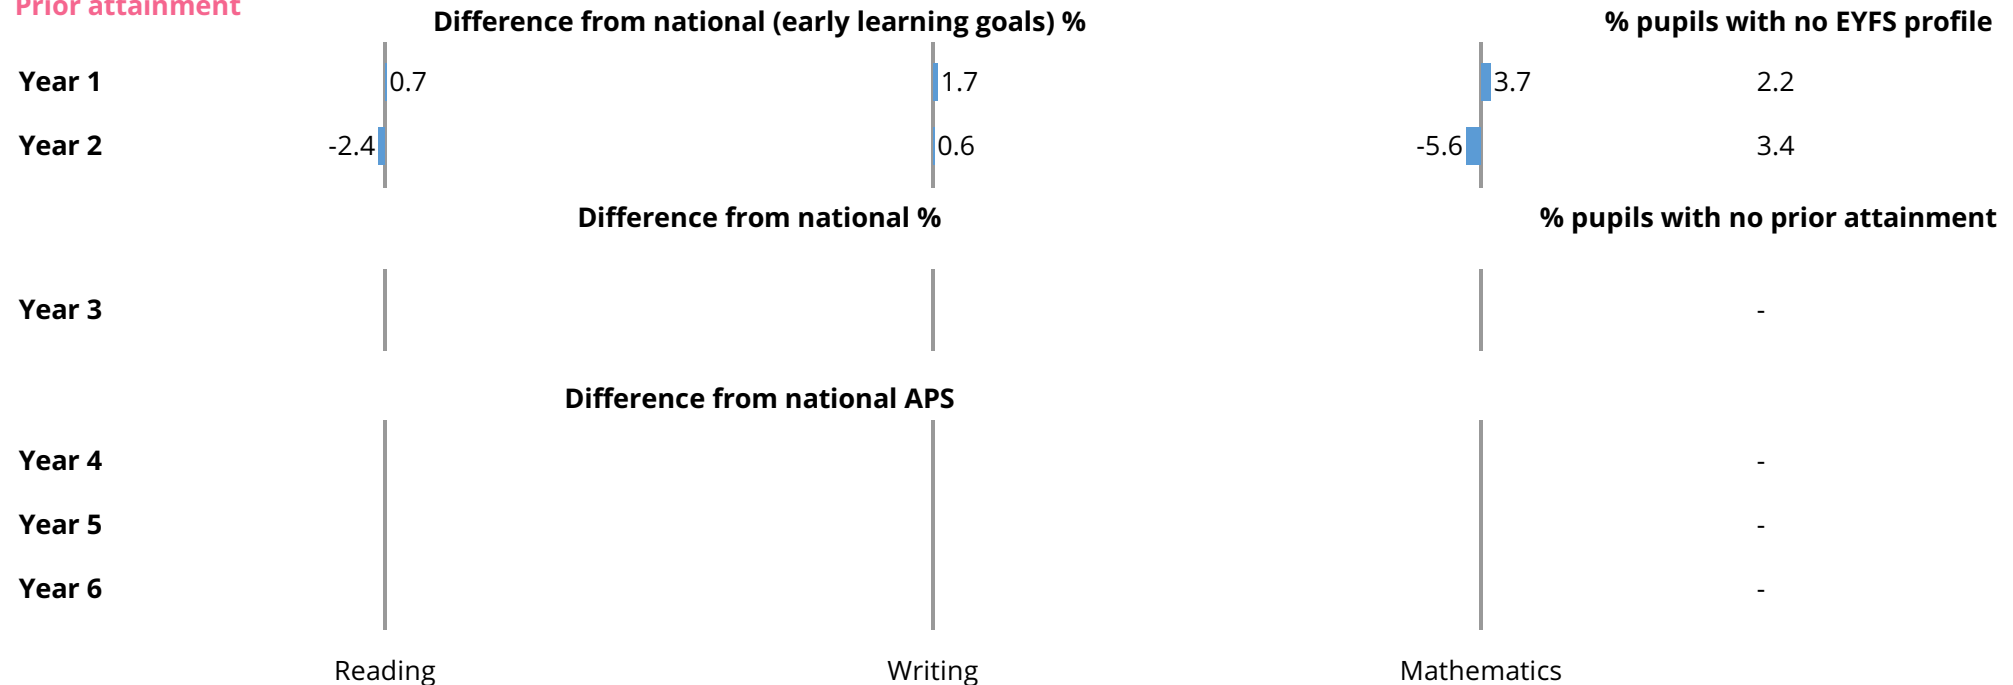 Prior attainment
Difference from national (early learning goals) % % pupils with no EYFS profile
Year 1 0.7 1.7 3.7 2.2
Year 2 -2.4 0.6 -5.6 3.4
Difference from national % % pupils with no prior attainment
Year 3 -
Difference from national APS
Year 4 -
Year 5 -
Year 6 -
Reading Writing Mathematics